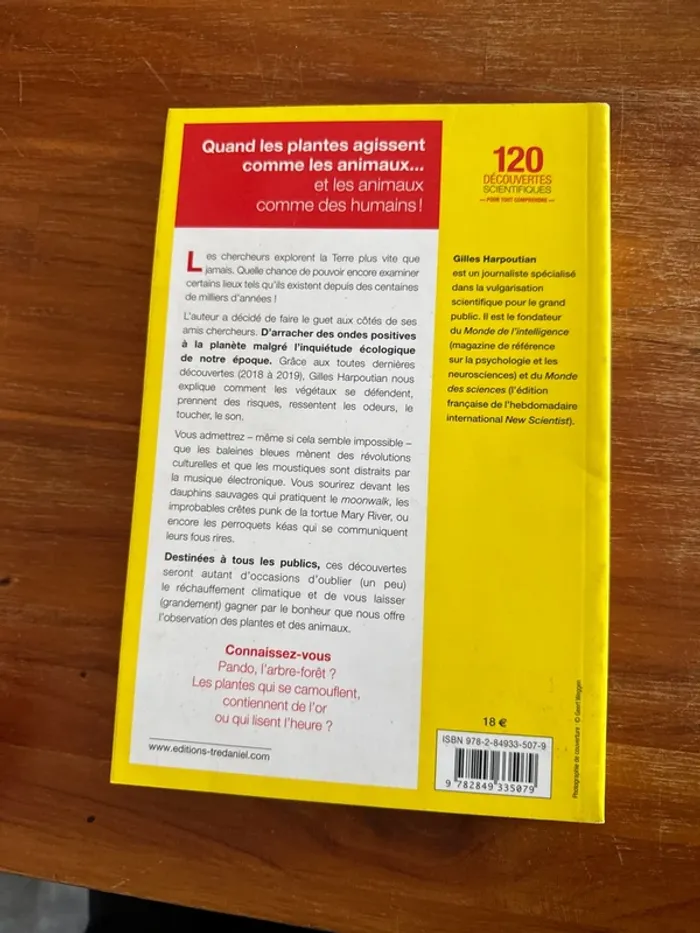 Quand les plantes agissent
comme les animaux...
et les animaux
comme des humains !
Les chercheurs explorent la Terre plus vite que
jamais. Quelle chance de pouvoir encore examiner
certains lieux tels qu'ils existent depuis des centaines
de milliers d'années !
L'auteur a décidé de faire le guet aux côtés de ses
amis chercheurs. D'arracher des ondes positives
à la planète malgré l'inquiétude écologique
de notre époque. Grâce aux toutes dernières
découvertes (2018 à 2019), Gilles Harpoutian nous
explique comment les végétaux se défendent,
prennent des risques, ressentent les odeurs, le
toucher, le son.
Vous admettrez – même si cela semble impossible –
que les baleines bleues mènent des révolutions
culturelles et que les moustiques sont distraits par
la musique électronique. Vous sourirez devant les
dauphins sauvages qui pratiquent le moonwalk, les
improbables crêtes punk de la tortue Mary River, ou
encore les perroquets kéas qui se communiquent
leurs fous rires.
Destinées à tous les publics, ces découvertes
seront autant d'occasions d'oublier (un peu)
le réchauffement climatique et de vous laisser
(grandement) gagner par le bonheur que nous offre
l'observation des plantes et des animaux.
Connaissez-vous
Pando, l'arbre-forêt ?
Les plantes qui se camouflent,
contiennent de l'or
ou qui lisent l'heure ?
www.editions-tredaniel.com
120
DÉCOUVERTES
SCIENTIFIQUES
— POUR TOUT COMPRENDRE —
Gilles Harpoutian
est un journaliste spécialisé
dans la vulgarisation
scientifique pour le grand
public. Il est le fondateur
du Monde de l'intelligence
(magazine de référence
sur la psychologie et les
neurosciences) et du Monde
des sciences (l'édition
française de l'hebdomadaire
international New Scientist).
18 €
ISBN 978-2-84933-507-9
9 782849 335079
Photographie de couverture : © Geert Weggen